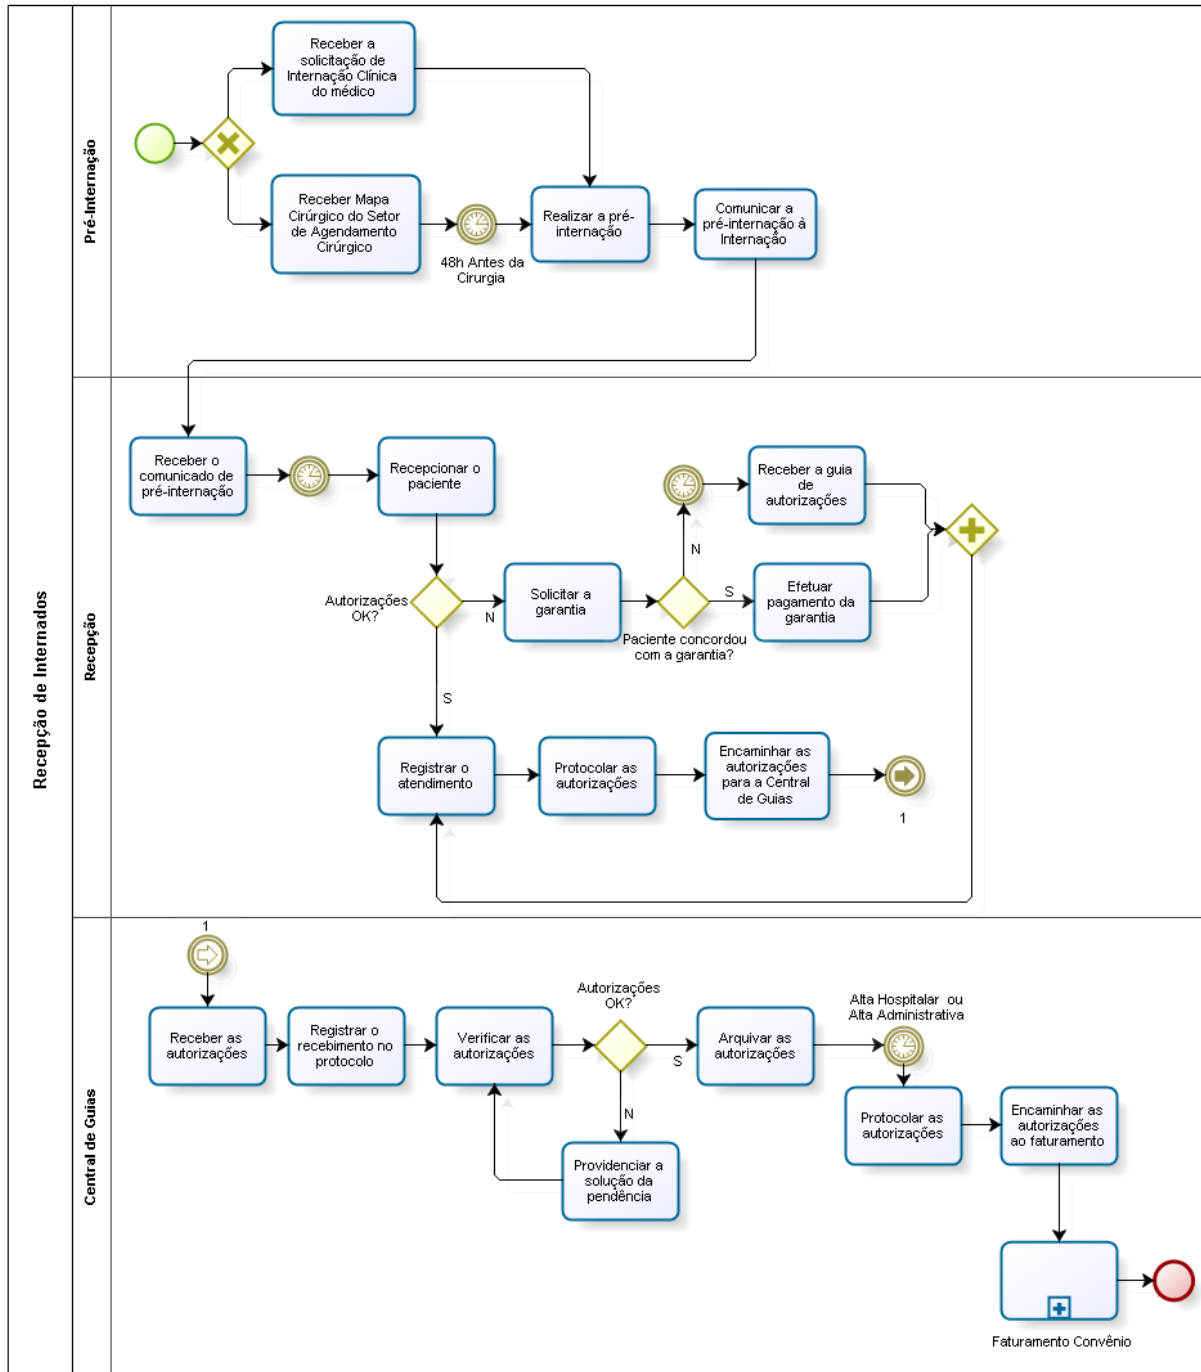 Recepção de Internados
Pré-Internação
Receber a
solicitação de
Internação Clínica
do médico
Receber Mapa
Cirúrgico do Setor
de Agendamento
Cirúrgico
48h Antes da
Cirurgia
Realizar a pré-
internação
Comunicar a
pré-internação à
Internação
Recepção
Receber o
comunicado de
pré-internação
Recepcionar o
paciente
Receber a guia
de
autorizações
N
Autorizações
OK?
N
Solicitar a
garantia
Paciente concordou
com a garantia?
S
Efetuar
pagamento da
garantia
S
Registrar o
atendimento
Protocolar as
autorizações
Encaminhar as
autorizações
para a Central
de Guias
1
Central de Guias
1
Receber as
autorizações
Registrar o
recebimento no
protocolo
Verificar as
autorizações
Autorizações
OK?
S
N
Providenciar a
solução da
pendência
Arquivar as
autorizações
Alta Hospitalar ou
Alta Administrativa
Protocolar as
autorizações
Encaminhar as
autorizações
ao faturamento
Faturamento Convênio